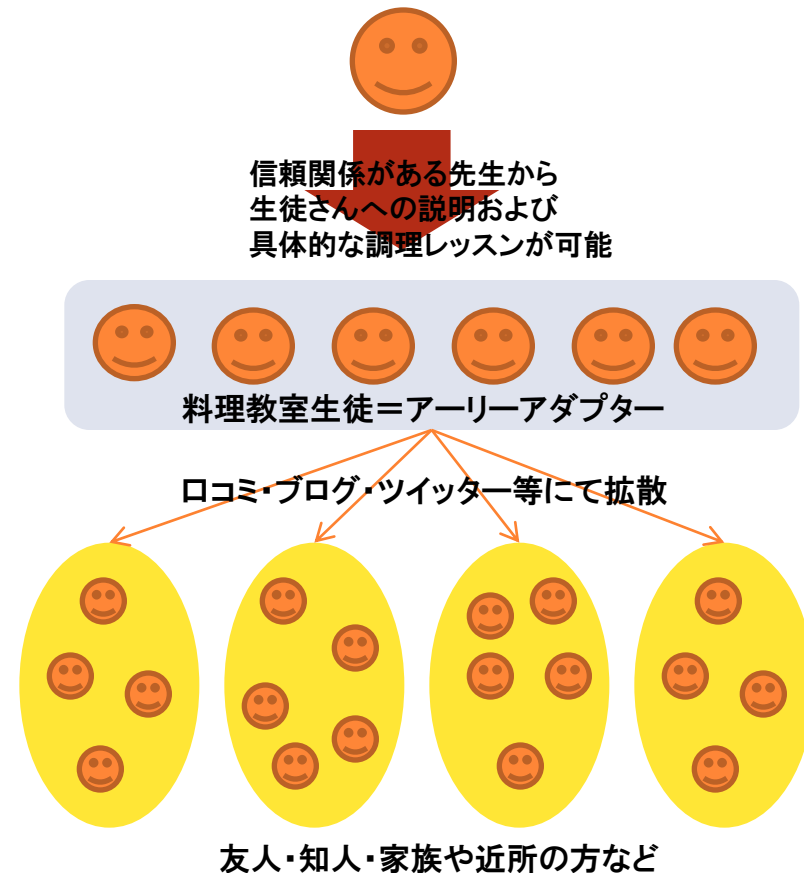 信頼関係がある先生から
生徒さんへの説明および
具体的な調理レッスンが可能
料理教室生徒＝アーリーアダプター
口コミ・ブログ・ツイッター等にて拡散
友人・知人・家族や近所の方など